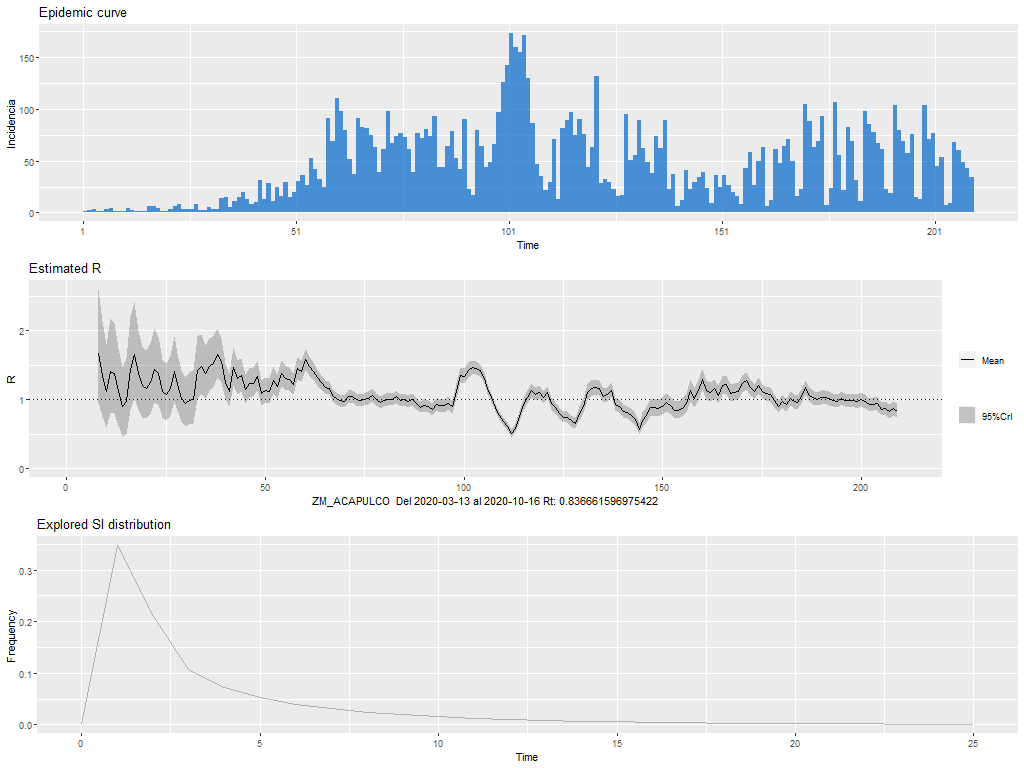 Epidemic curve
Incidencia
150
100
50
0
1
51
101
151
201
Time
Estimated R
R
2
1
0
0
50
100
150
200
Mean
95%CrI
ZM_ACAPULCO Del 2020-03-13 al 2020-10-16 Rt: 0.836661596975422
Explored SI distribution
Frequency
0.3
0.2
0.1
0.0
0
5
10
15
20
25
Time